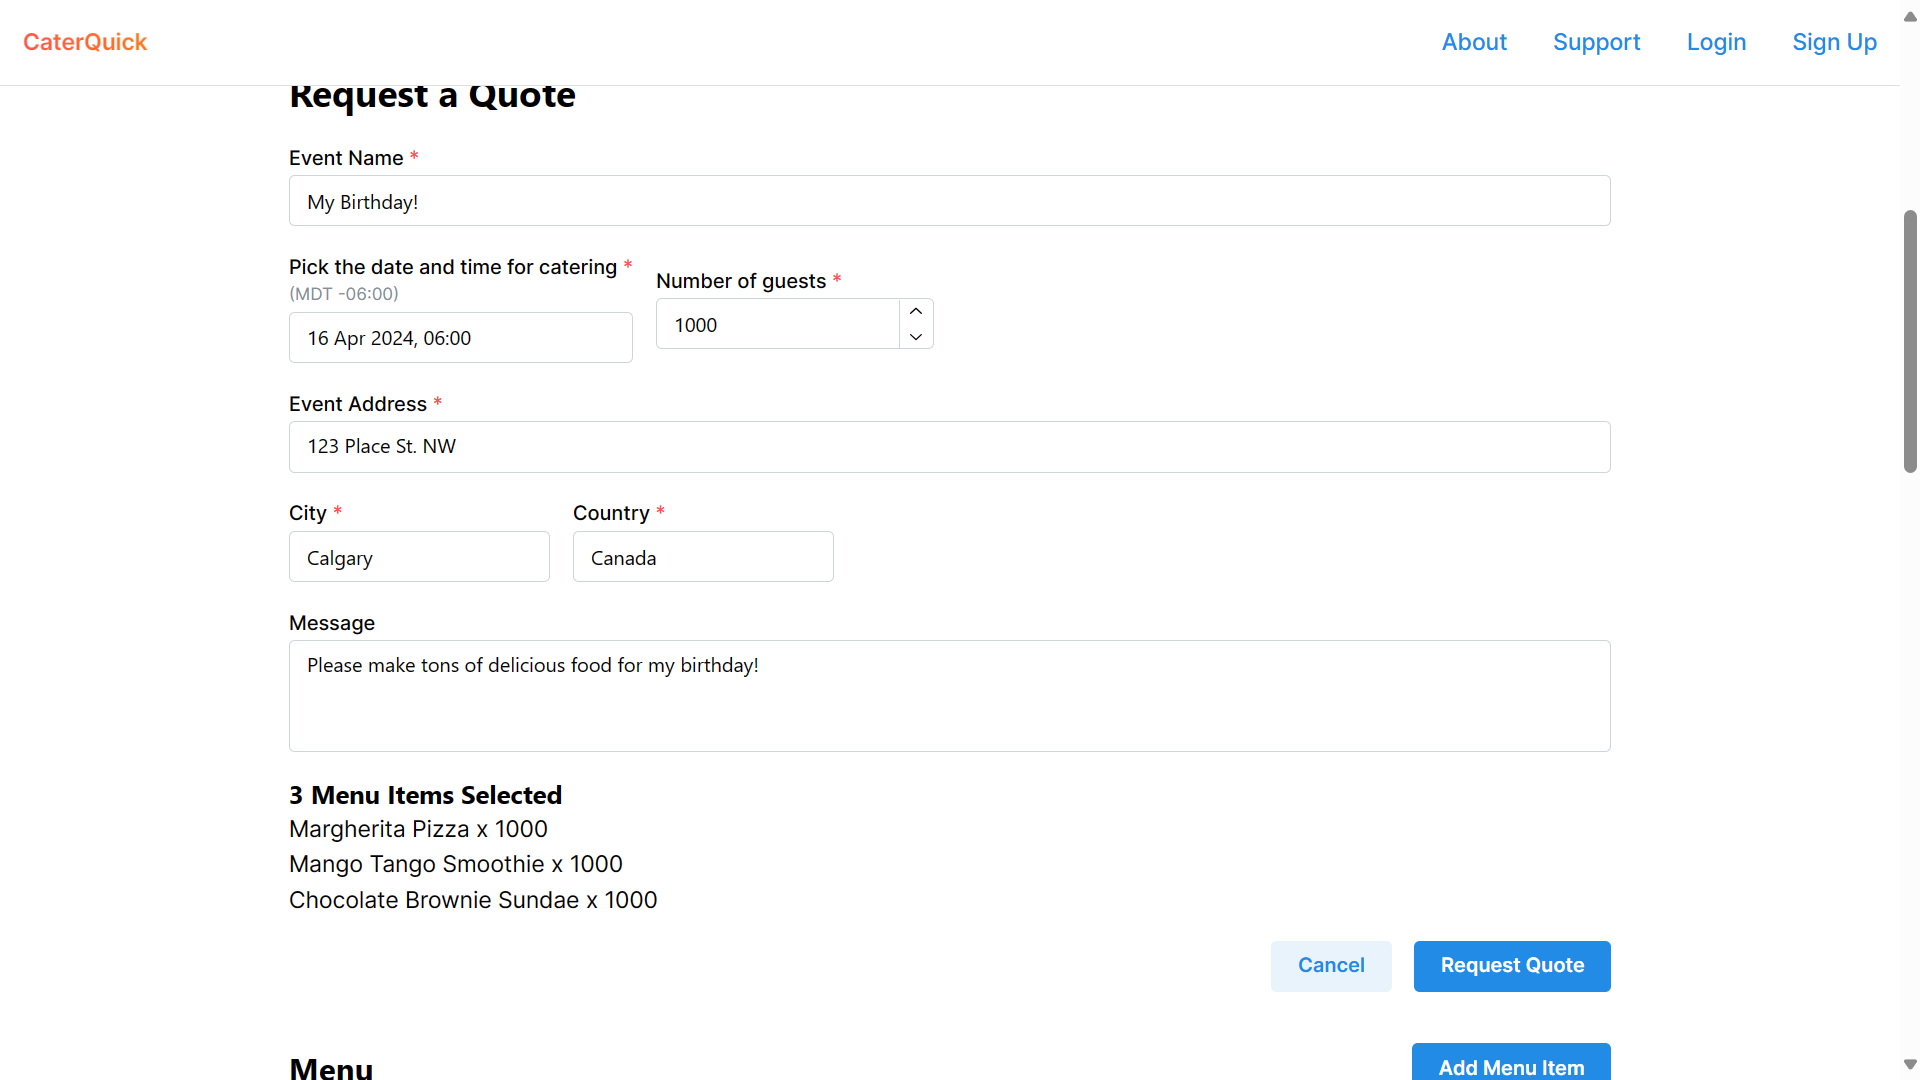 CaterQuick
About Support Login Sign Up
Request a Quote
Event Name *
My Birthday!
Pick the date and time for catering *
(MDT -06:00)
16 Apr 2024, 06:00
Number of guests *
1000
Event Address *
123 Place St. NW
City *
Calgary
Country *
Canada
Message
Please make tons of delicious food for my birthday!
3 Menu Items Selected
Margherita Pizza x 1000
Mango Tango Smoothie x 1000
Chocolate Brownie Sundae x 1000
Cancel
Request Quote
Menu
Add Menu Item